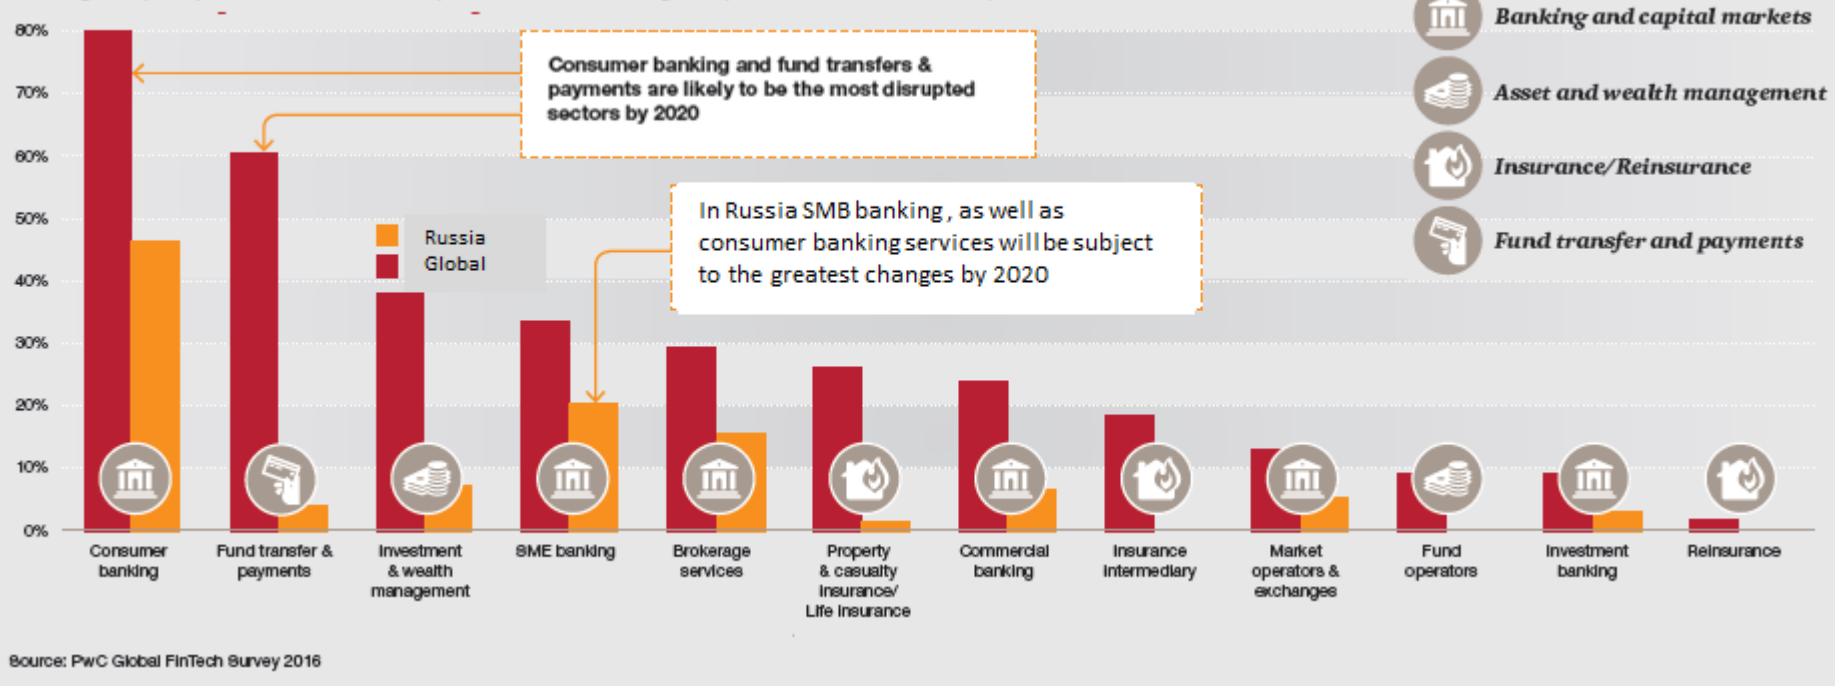 80%
70%
60%
50%
40%
30%
20%
10%
0%
Consumer banking and fund transfers &
payments are likely to be the most disrupted
sectors by 2020
In Russia SMB banking, as well as
consumer banking services will be subject
to the greatest changes by 2020
Russia
Global
Banking and capital markets
Asset and wealth management
Insurance/Reinsurance
Fund transfer and payments
Consumer
banking
Fund transfer &
payments
Investment
& wealth
management
SME banking
Brokerage
services
Property
& casualty
Insurance/
Life Insurance
Commercial
banking
Insurance
Intermediary
Market
operators &
exchanges
Fund
operators
Investment
banking
Reinsurance
Source: PwC Global FinTech Survey 2016